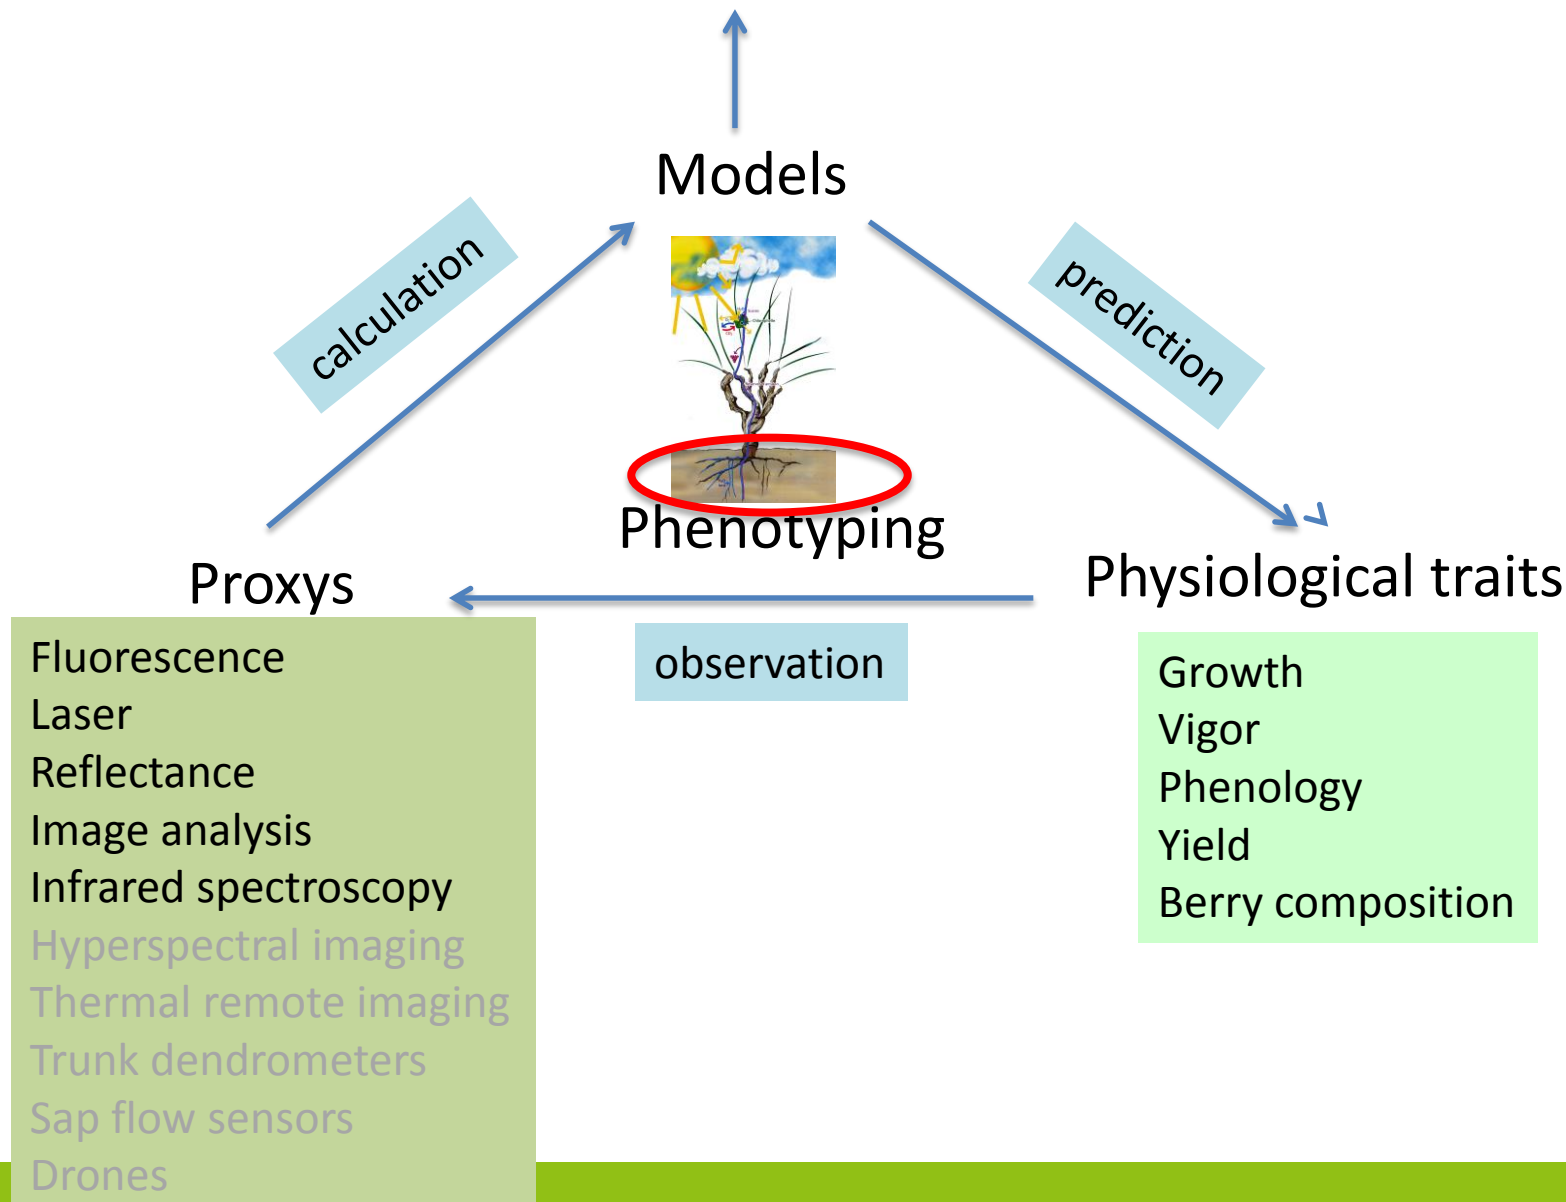 Models
calculation
prediction
Phenotyping
Proxys
Physiological traits
observation
Fluorescence
Laser
Reflectance
Image analysis
Infrared spectroscopy
Hyperspectral imaging
Thermal remote imaging
Trunk dendrometers
Sap flow sensors
Drones
Growth
Vigor
Phenology
Yield
Berry composition